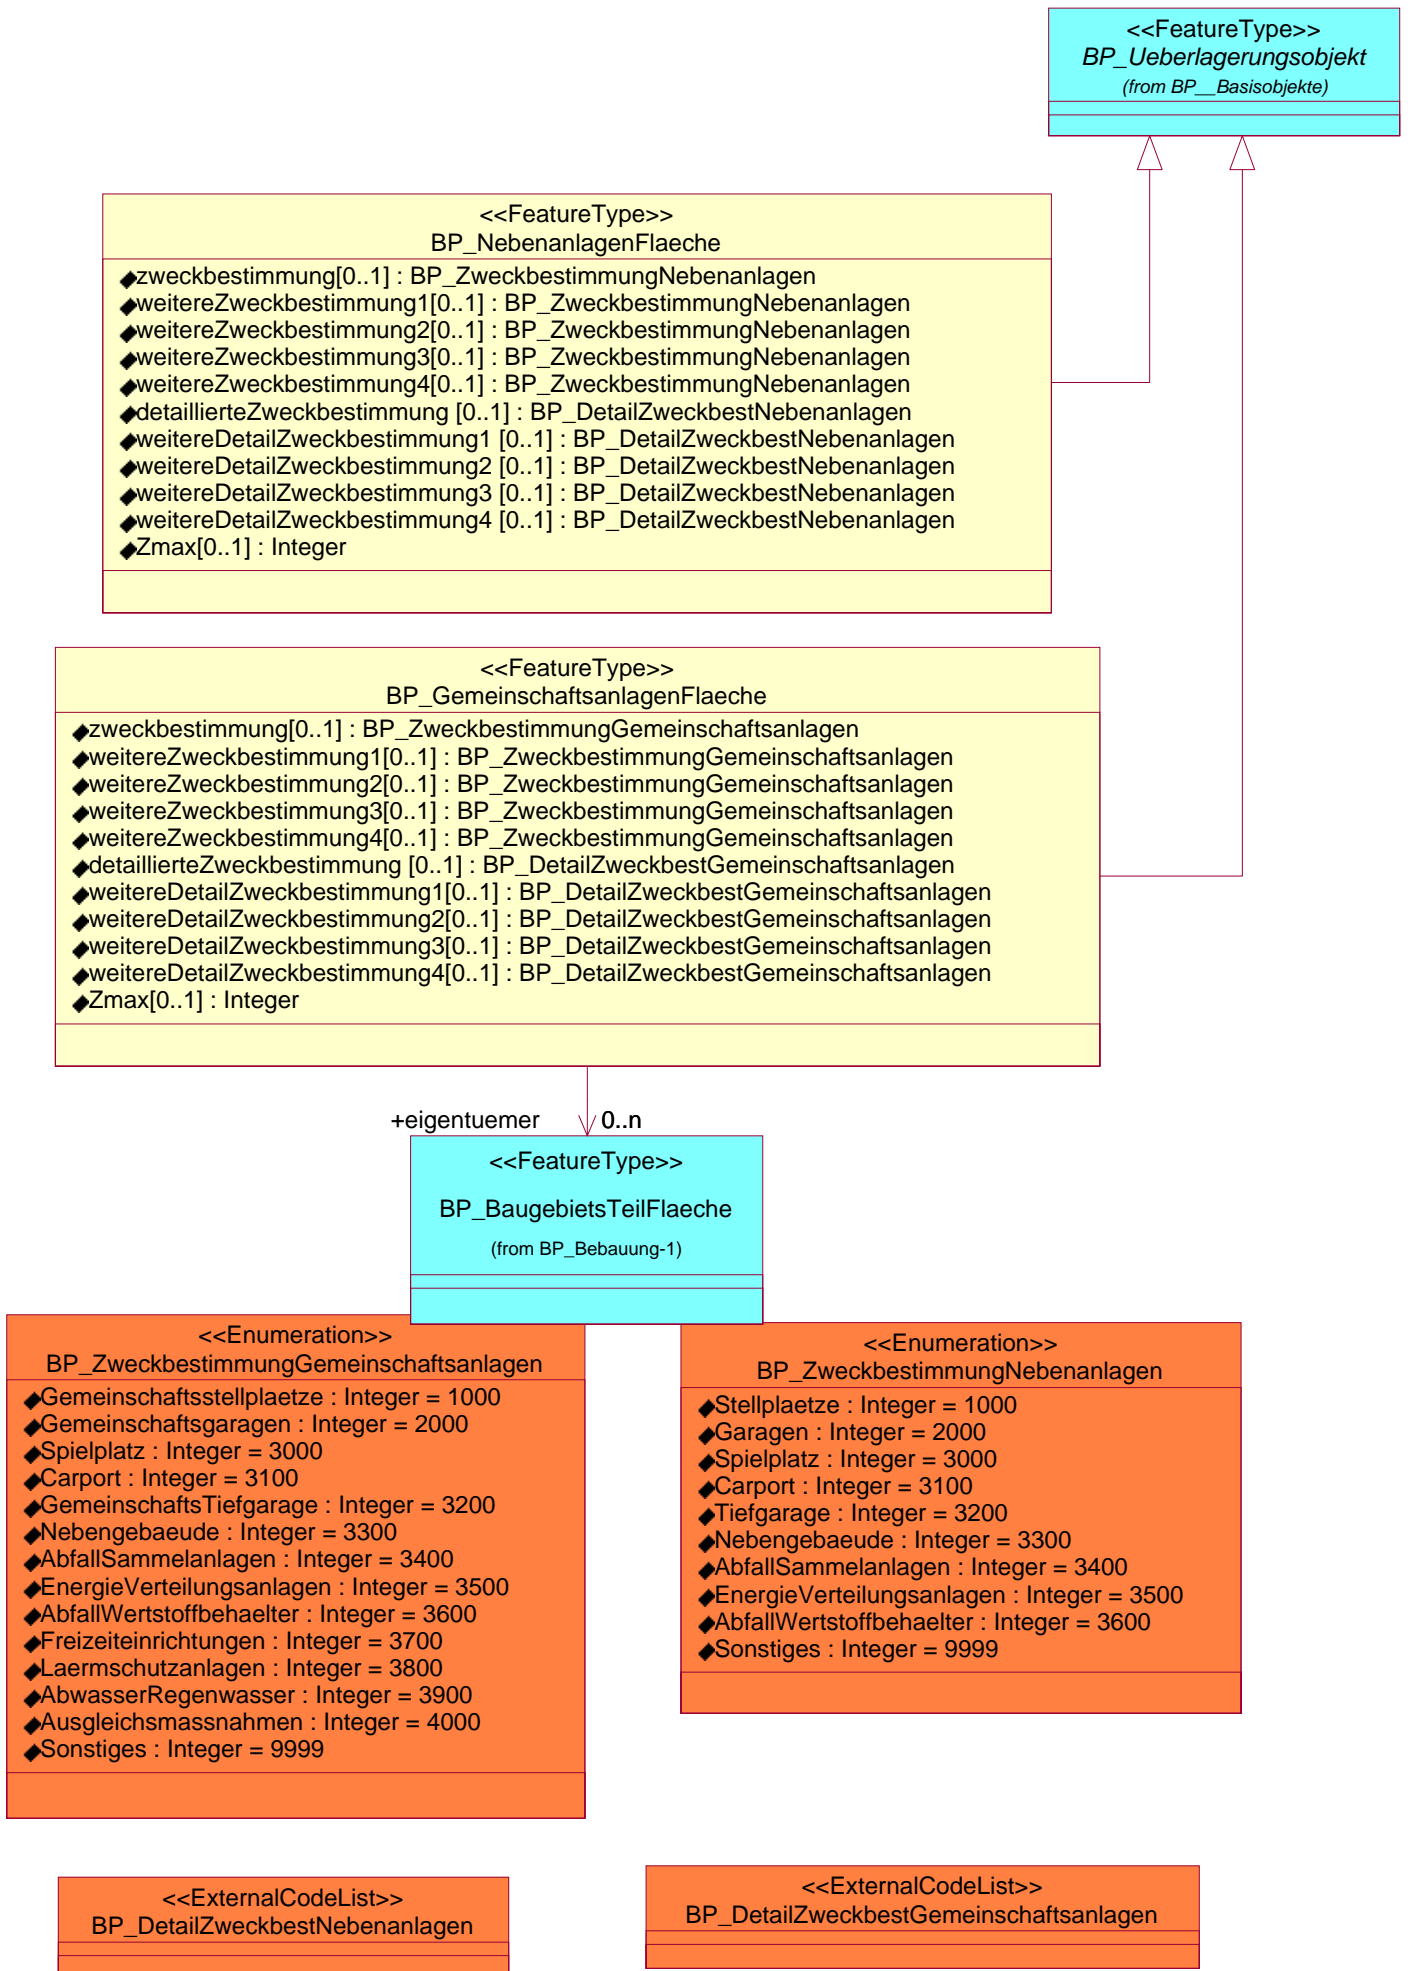 <<FeatureType>>
BP_Ueberlagerungsobjekt
(from BP__Basisobjekte)
<<FeatureType>>
BP_NebenanlagenFlaeche
zweckbestimmung[0..1] : BP_ZweckbestimmungNebenanlagen
weitereZweckbestimmung1[0..1] : BP_ZweckbestimmungNebenanlagen
weitereZweckbestimmung2[0..1] : BP_ZweckbestimmungNebenanlagen
weitereZweckbestimmung3[0..1] : BP_ZweckbestimmungNebenanlagen
weitereZweckbestimmung4[0..1] : BP_ZweckbestimmungNebenanlagen
detaillierteZweckbestimmung [0..1] : BP_DetailZweckbestNebenanlagen
weitereDetailZweckbestimmung1 [0..1] : BP_DetailZweckbestNebenanlagen
weitereDetailZweckbestimmung2 [0..1] : BP_DetailZweckbestNebenanlagen
weitereDetailZweckbestimmung3 [0..1] : BP_DetailZweckbestNebenanlagen
weitereDetailZweckbestimmung4 [0..1] : BP_DetailZweckbestNebenanlagen
Zmax[0..1] : Integer
<<FeatureType>>
BP_GemeinschaftsanlagenFlaeche
zweckbestimmung[0..1] : BP_ZweckbestimmungGemeinschaftsanlagen
weitereZweckbestimmung1[0..1] : BP_ZweckbestimmungGemeinschaftsanlagen
weitereZweckbestimmung2[0..1] : BP_ZweckbestimmungGemeinschaftsanlagen
weitereZweckbestimmung3[0..1] : BP_ZweckbestimmungGemeinschaftsanlagen
weitereZweckbestimmung4[0..1] : BP_ZweckbestimmungGemeinschaftsanlagen
detaillierteZweckbestimmung [0..1] : BP_DetailZweckbestGemeinschaftsanlagen
weitereDetailZweckbestimmung1[0..1] : BP_DetailZweckbestGemeinschaftsanlagen
weitereDetailZweckbestimmung2[0..1] : BP_DetailZweckbestGemeinschaftsanlagen
weitereDetailZweckbestimmung3[0..1] : BP_DetailZweckbestGemeinschaftsanlagen
weitereDetailZweckbestimmung4[0..1] : BP_DetailZweckbestGemeinschaftsanlagen
Zmax[0..1] : Integer
+eigentuemer 0..n
<<FeatureType>>
BP_BaugebietsTeilFlaeche
(from BP_Bebauung-1)
<<Enumeration>>
BP_ZweckbestimmungGemeinschaftsanlagen
Gemeinschaftsstellplaetze : Integer = 1000
Gemeinschaftsgaragen : Integer = 2000
Spielplatz : Integer = 3000
Carport : Integer = 3100
GemeinschaftsTiefgarage : Integer = 3200
Nebengebaeude : Integer = 3300
AbfallSammelanlagen : Integer = 3400
EnergieVerteilungsanlagen : Integer = 3500
AbfallWertstoffbehaelter : Integer = 3600
Freizeiteinrichtungen : Integer = 3700
Laermschutzanlagen : Integer = 3800
AbwasserRegenwasser : Integer = 3900
Ausgleichsmassnahmen : Integer = 4000
Sonstiges : Integer = 9999
<<Enumeration>>
BP_ZweckbestimmungNebenanlagen
Stellplaetze : Integer = 1000
Garagen : Integer = 2000
Spielplatz : Integer = 3000
Carport : Integer = 3100
Tiefgarage : Integer = 3200
Nebengebaeude : Integer = 3300
AbfallSammelanlagen : Integer = 3400
EnergieVerteilungsanlagen : Integer = 3500
AbfallWertstoffbehaelter : Integer = 3600
Sonstiges : Integer = 9999
<<ExternalCodeList>>
BP_DetailZweckbestNebenanlagen
<<ExternalCodeList>>
BP_DetailZweckbestGemeinschaftsanlagen